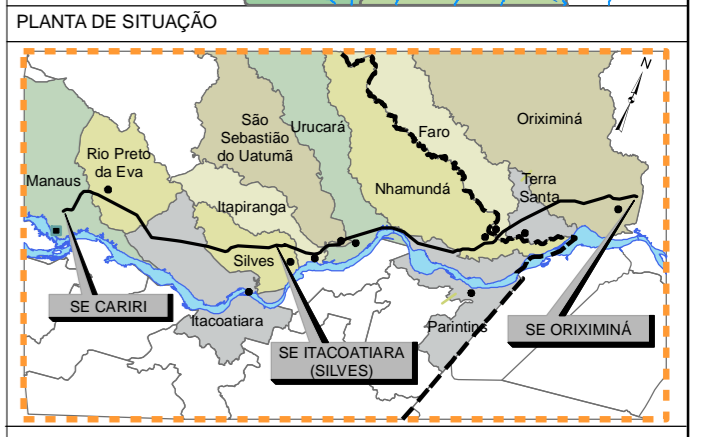 PLANTA DE SITUAÇÃO
N
São
Sebastião
do Uatumã
Urucará
Faro
Oriximiná
Rio Preto
da Eva
Manaus
Nhamundá
Terra
Santa
Itapiranga
Silves
SE CARIRI
Itacoatiara
SE ITACOATIARA
(SILVES)
Parintins
SE ORIXIMINÁ